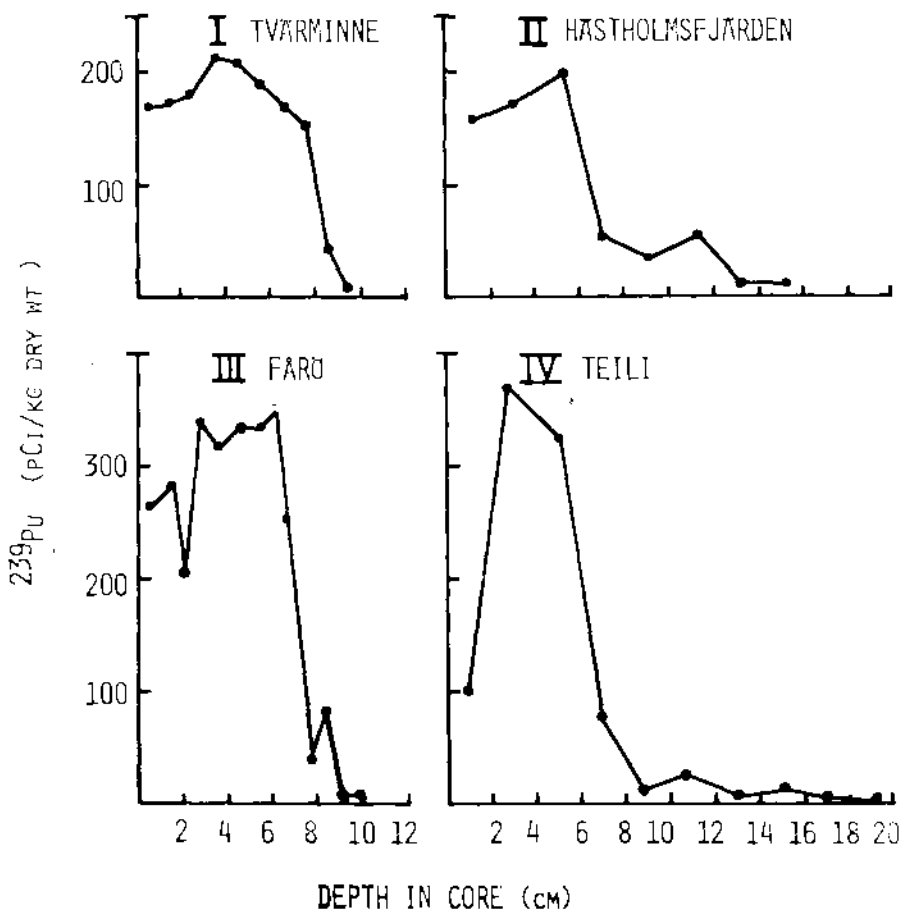 I TVÄRMINNE
II HÄSTHOLMSFJÄRDEN
200
100
III FÅRÖ
IV TEILI
300
200
100
239Pu (pCi/KG DRY WT)
2 4 6 8 10 12
2 4 6 8 10 12 14 16 18 20
DEPTH IN CORE (CM)